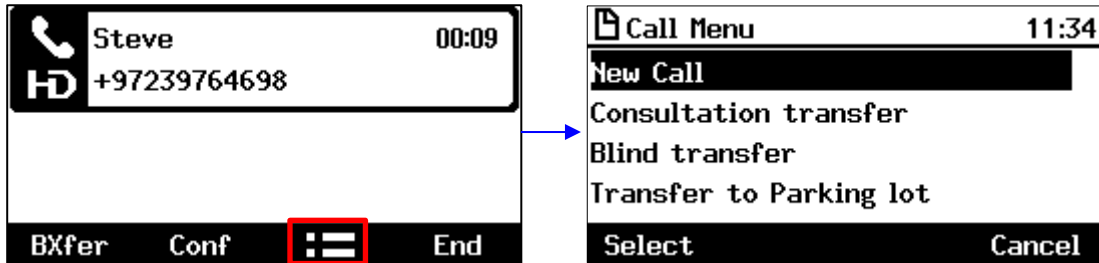 Steve 00:09
HD +97239764698
BXfer Conf End
Call Menu 11:34
New Call
Consultation transfer
Blind transfer
Transfer to Parking lot
Select Cancel